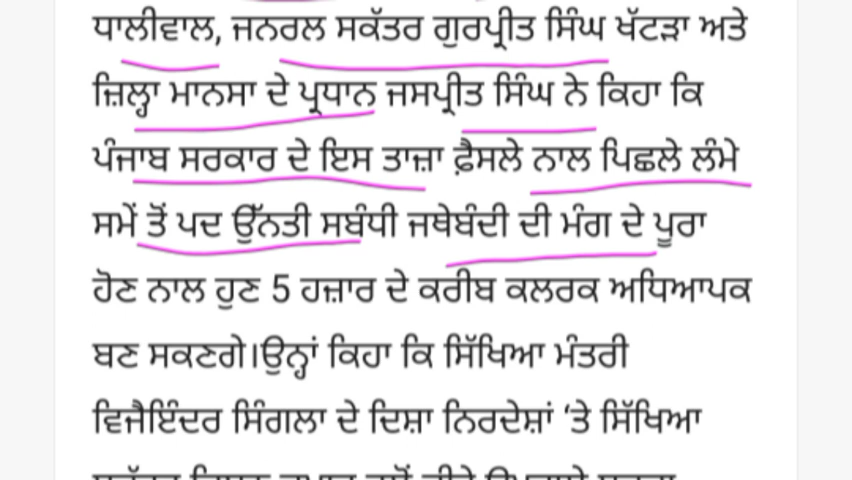 ਧਾਲੀਵਾਲ, ਜਨਰਲ ਸਕੱਤਰ ਗੁਰਪ੍ਰੀਤ ਸਿੰਘ ਖੱਟੜਾ ਅਤੇ
ਜ਼ਿਲ੍ਹਾ ਮਾਨਸਾ ਦੇ ਪ੍ਰਧਾਨ ਜਸਪ੍ਰੀਤ ਸਿੰਘ ਨੇ ਕਿਹਾ ਕਿ
ਪੰਜਾਬ ਸਰਕਾਰ ਦੇ ਇਸ ਤਾਜ਼ਾ ਫ਼ੈਸਲੇ ਨਾਲ ਪਿਛਲੇ ਲੰਮੇ
ਸਮੇਂ ਤੋਂ ਪਦ ਉੱਨਤੀ ਸਬੰਧੀ ਜਥੇਬੰਦੀ ਦੀ ਮੰਗ ਦੇ ਪੂਰਾ
ਹੋਣ ਨਾਲ ਹੁਣ 5 ਹਜ਼ਾਰ ਦੇ ਕਰੀਬ ਕਲਰਕ ਅਧਿਆਪਕ
ਬਣ ਸਕਣਗੇ।ਉਨ੍ਹਾਂ ਕਿਹਾ ਕਿ ਸਿੱਖਿਆ ਮੰਤਰੀ
ਵਿਜੈਇੰਦਰ ਸਿੰਗਲਾ ਦੇ ਦਿਸ਼ਾ ਨਿਰਦੇਸ਼ਾਂ ‘ਤੇ ਸਿੱਖਿਆ